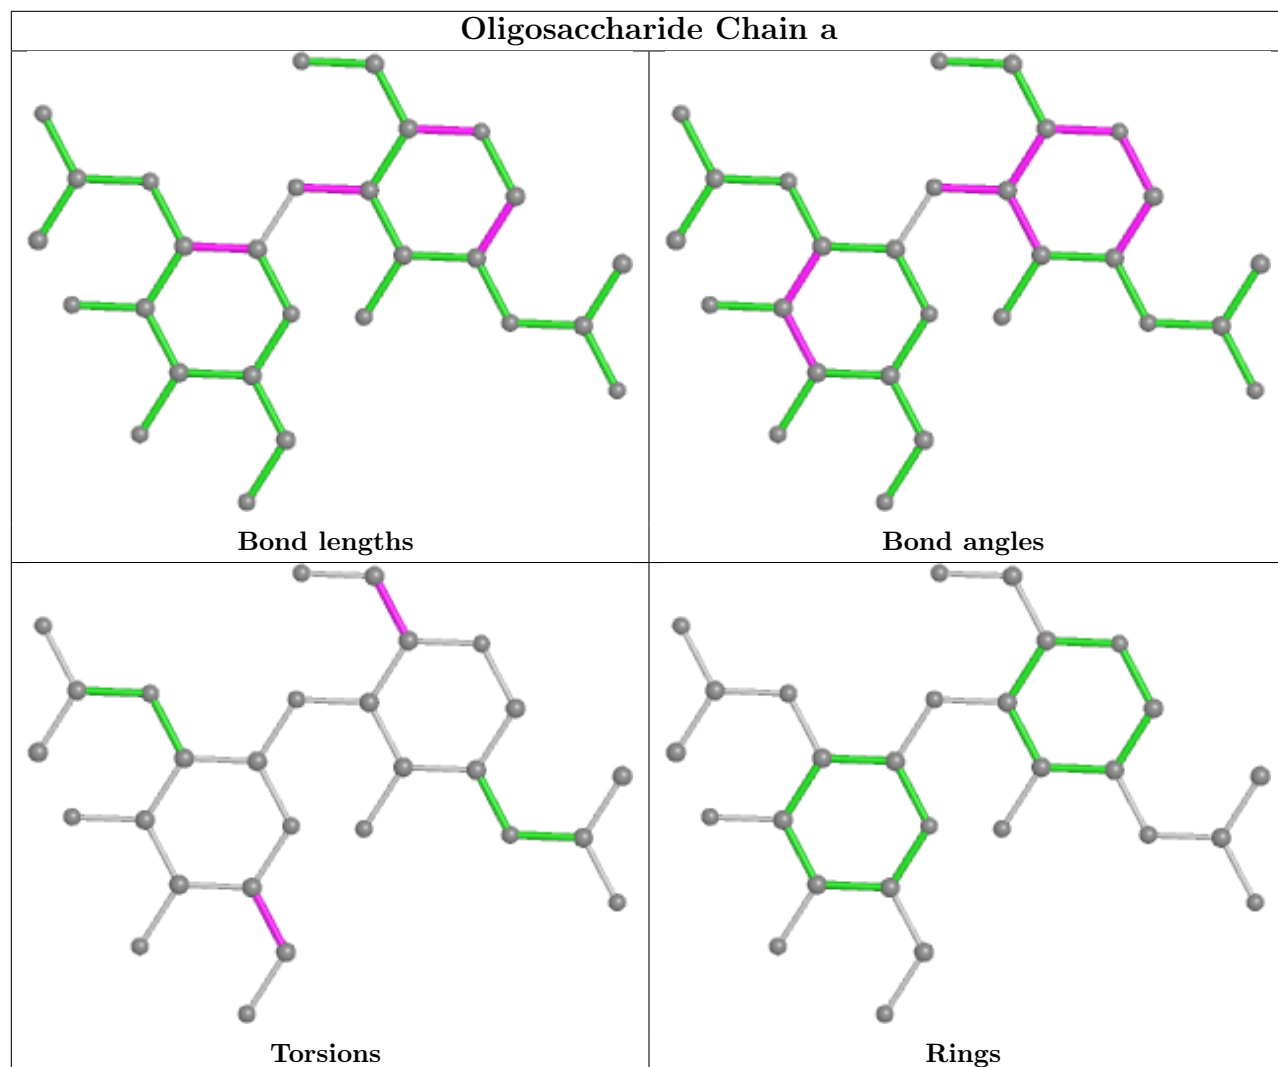 Oligosaccharide Chain a
Bond lengths
Bond angles
Torsions
Rings